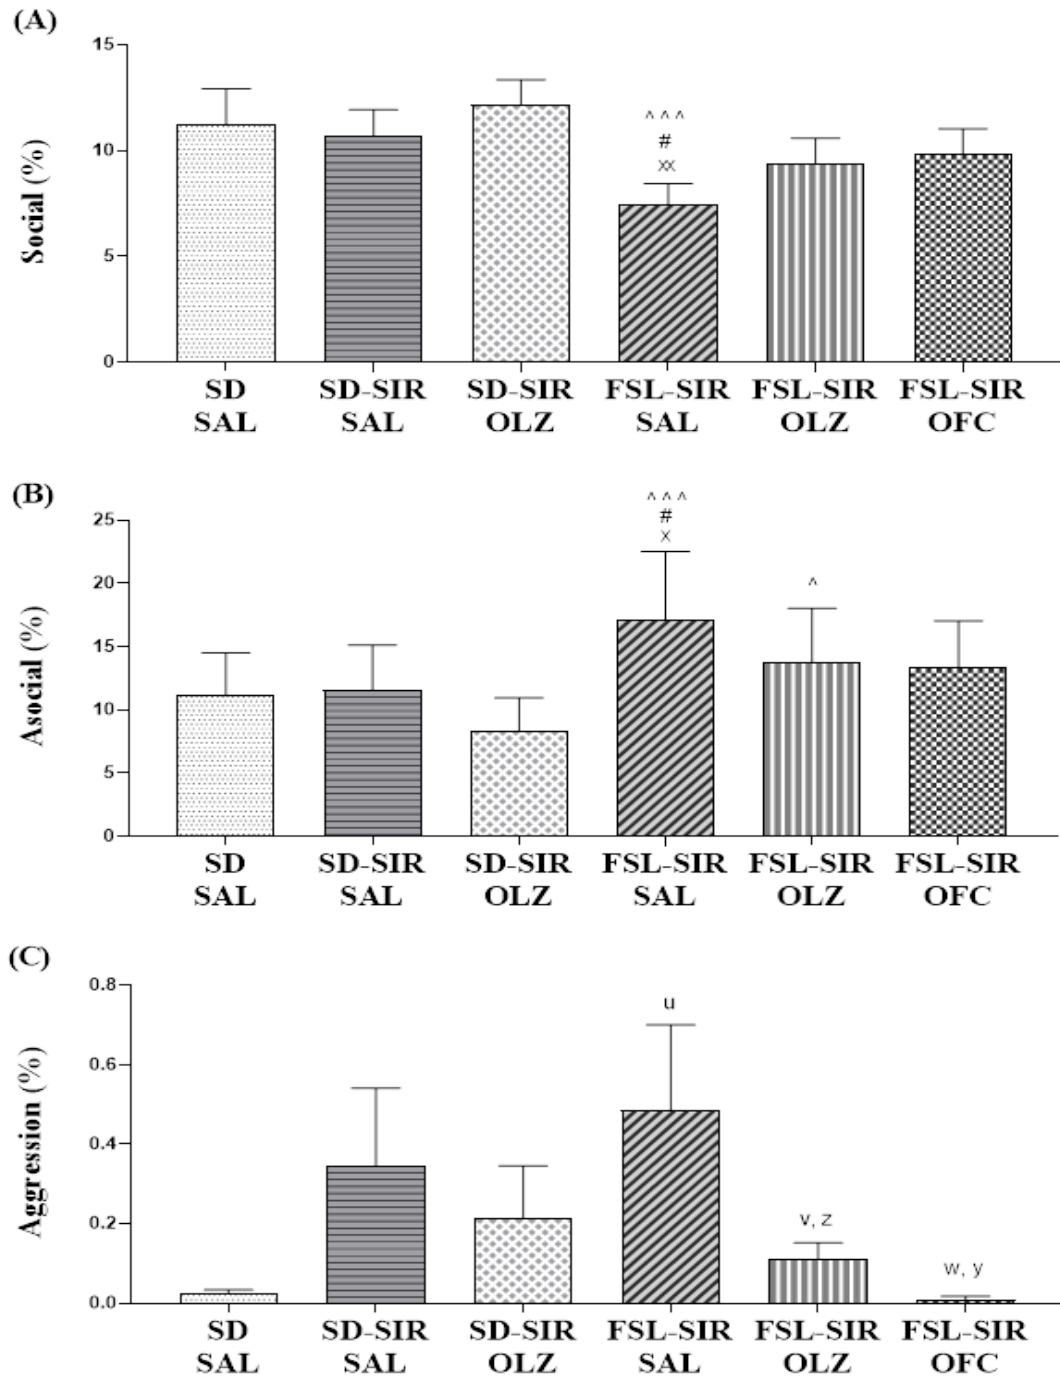 (A)
15
10
5
0
Social (%)
^ ^ ^
#
xx
SD SD-SIR SD-SIR FSL-SIR FSL-SIR FSL-SIR
SAL SAL OLZ SAL OLZ OFC
(B)
25
20
15
10
5
0
Asocial (%)
^ ^ ^
#
x
^
SD SD-SIR SD-SIR FSL-SIR FSL-SIR FSL-SIR
SAL SAL OLZ SAL OLZ OFC
(C)
0.8
0.6
0.4
0.2
0.0
Aggression (%)
u
v, z
w, y
SD SD-SIR SD-SIR FSL-SIR FSL-SIR FSL-SIR
SAL SAL OLZ SAL OLZ OFC